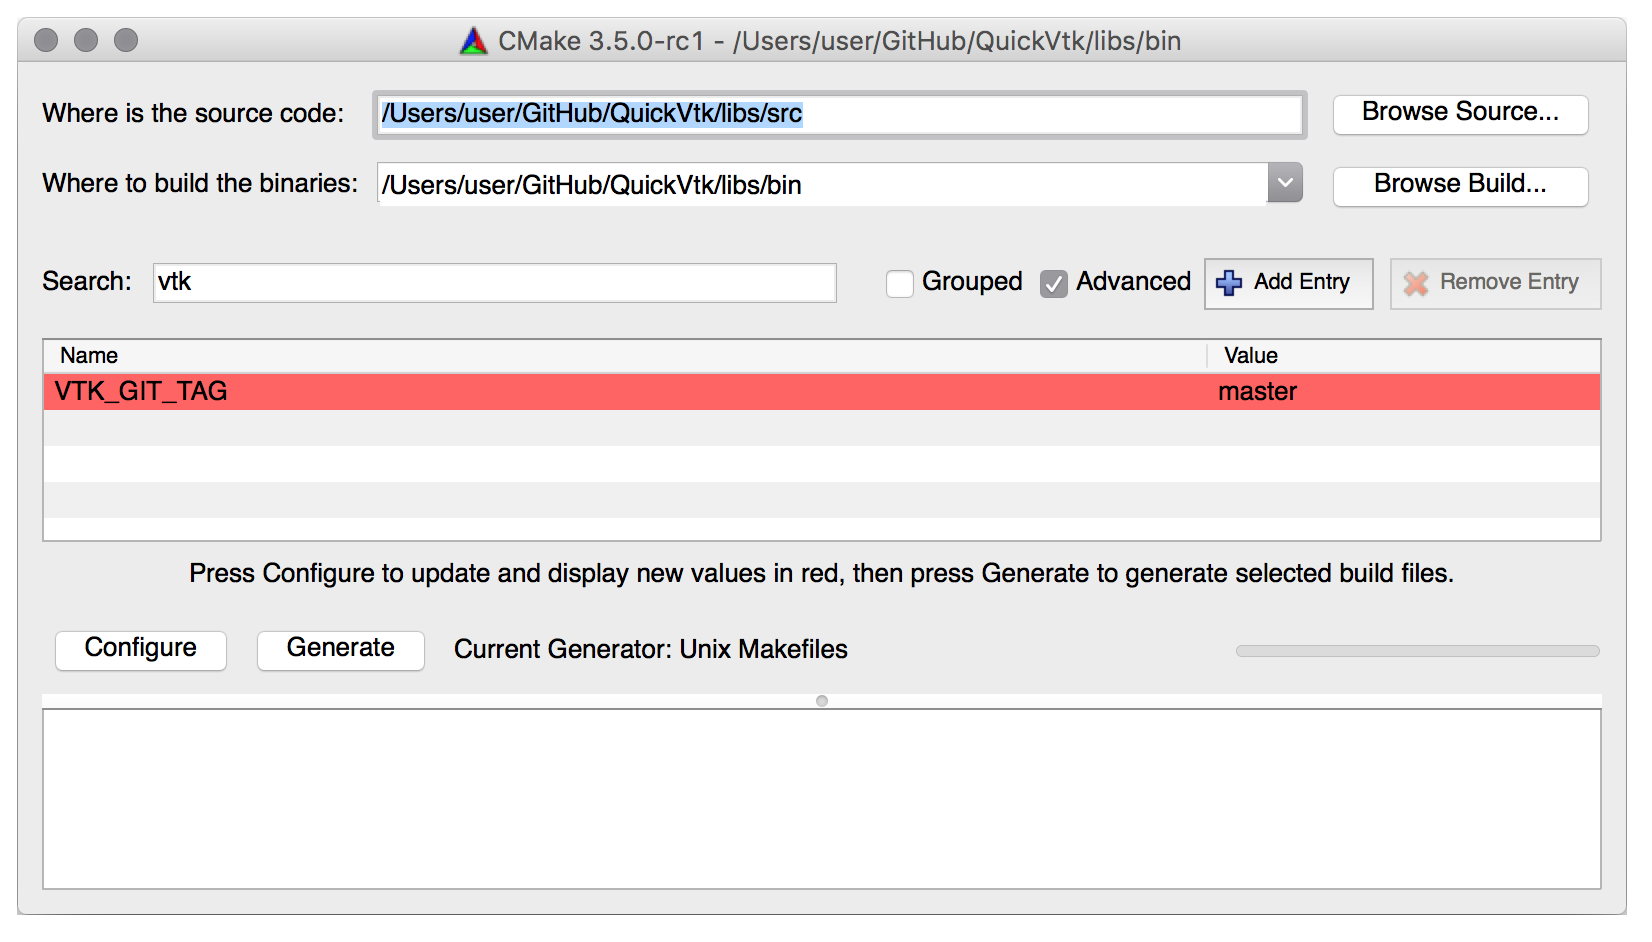 CMake 3.5.0-rc1 - /Users/user/GitHub/QuickVtk/libs/bin
Where is the source code: /Users/user/GitHub/QuickVtk/libs/src Browse Source...
Where to build the binaries: /Users/user/GitHub/QuickVtk/libs/bin Browse Build...
Search: vtk Grouped Advanced Add Entry Remove Entry
Name Value
VTK_GIT_TAG master
Press Configure to update and display new values in red, then press Generate to generate selected build files.
Configure Generate Current Generator: Unix Makefiles